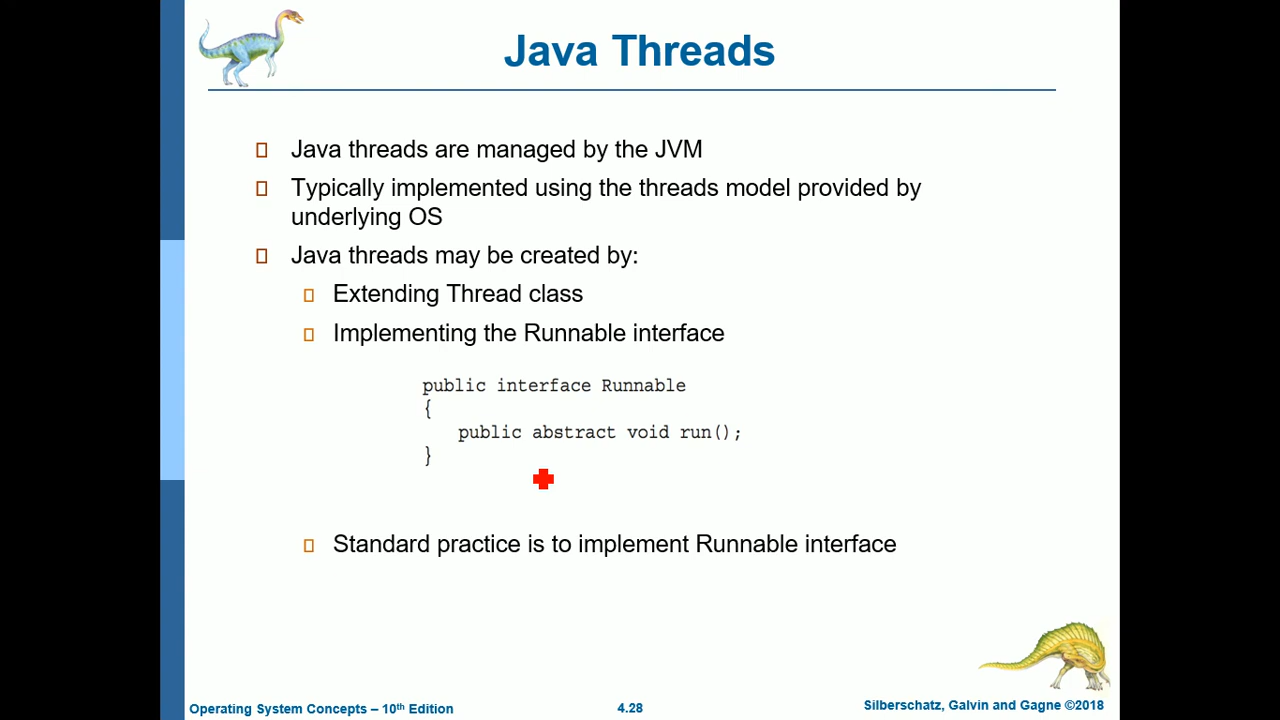 Java Threads
Java threads are managed by the JVM
Typically implemented using the threads model provided by
underlying OS
Java threads may be created by:
Extending Thread class
Implementing the Runnable interface
public interface Runnable
{
public abstract void run();
}
Standard practice is to implement Runnable interface
Operating System Concepts – 10th Edition
4.28
Silberschatz, Galvin and Gagne ©2018